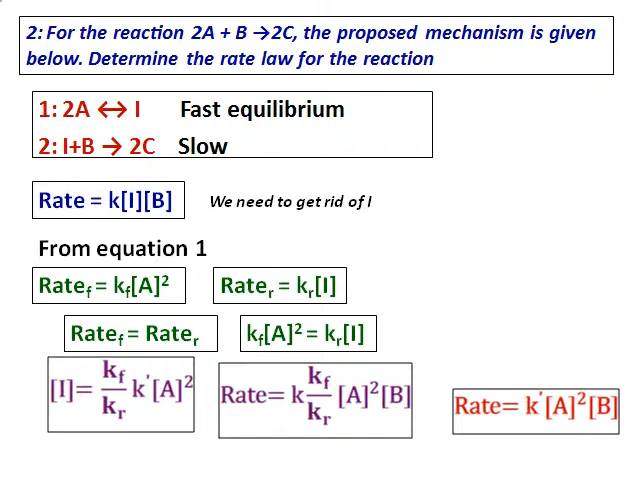 2: For the reaction 2A + B →2C, the proposed mechanism is given
below. Determine the rate law for the reaction
1: 2A ↔ I Fast equilibrium
2: I+B → 2C Slow
Rate = k[I][B] We need to get rid of I
From equation 1
Rate_f = k_f[A]² Rate_r = k_r[I]
Rate_f = Rate_r k_f[A]² = k_r[I]
[I]= k_f/k_r k'[A]² Rate= k k_f/k_r [A]²[B] Rate= k'[A]²[B]